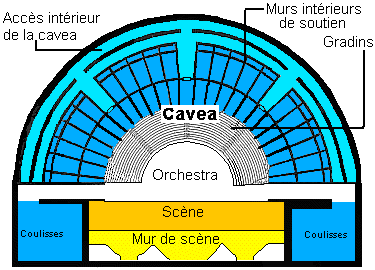 Accès intérieur
de la cavea
Murs intérieurs
de soutien
Gradins
Cavea
Orchestra
Scène
Coulisses
Mur de scène
Coulisses